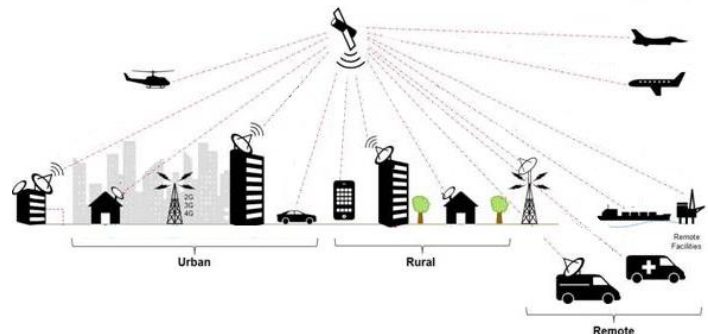 2G
3G
4G
Remote
Facilities
Urban
Rural
Remote